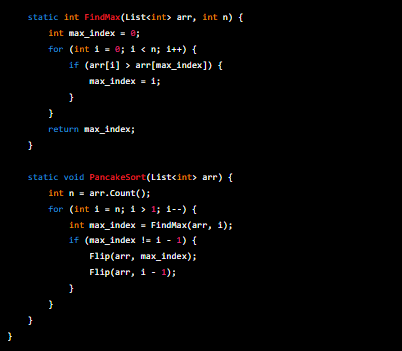 static int FindMax(List<int> arr, int n) {
int max_index = 0;
for (int i = 0; i < n; i++) {
if (arr[i] > arr[max_index]) {
max_index = i;
}
}
return max_index;
}
static void PancakeSort(List<int> arr) {
int n = arr.Count();
for (int i = n; i > 1; i--) {
int max_index = FindMax(arr, i);
if (max_index != i - 1) {
Flip(arr, max_index);
Flip(arr, i - 1);
}
}
}
}